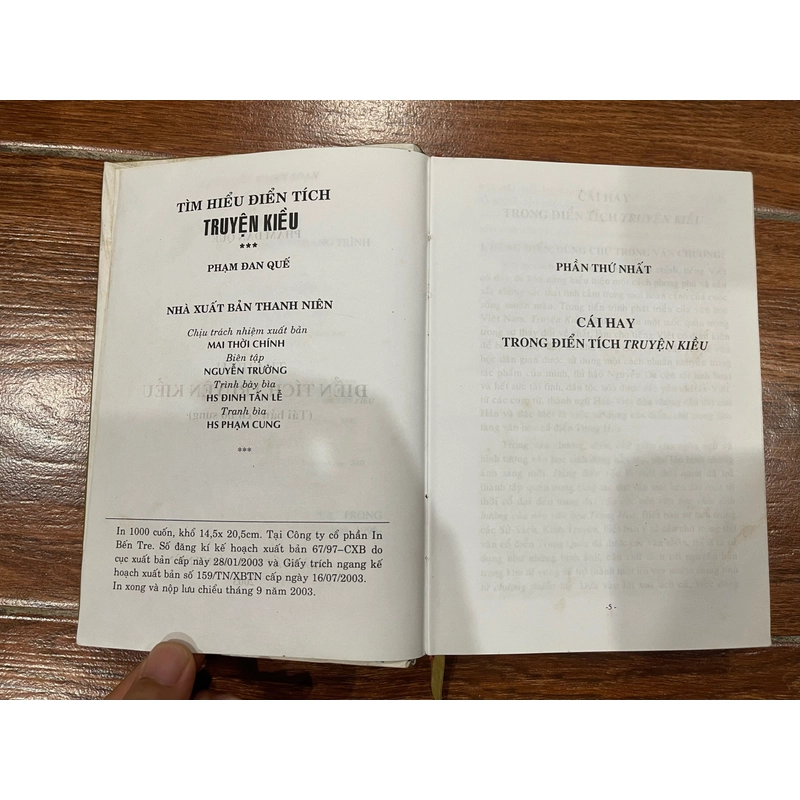 TÌM HIỂU ĐIỂN TÍCH
TRUYỆN KIỀU
***
PHẠM ĐAN QUẾ
NHÀ XUẤT BẢN THANH NIÊN
Chịu trách nhiệm xuất bản
MAI THỜI CHÍNH
Biên tập
NGUYỄN TRƯỜNG
Trình bày bìa
HS ĐINH TẤN LỄ
Tranh bìa
HS PHẠM CUNG
***
In 1000 cuốn, khổ 14,5x 20,5cm. Tại Công ty cổ phần In
Bến Tre. Số đăng kí kế hoạch xuất bản 67/97–CXB do
cục xuất bản cấp này 28/01/2003 và Giấy trích ngang kế
hoạch xuất bản số 159/TN/XBTN cấp ngày 16/07/2003.
In xong và nộp lưu chiểu tháng 9 năm 2003.
PHẦN THỨ NHẤT
CÁI HAY
TRONG ĐIỂN TÍCH TRUYỆN KIỀU
-5-